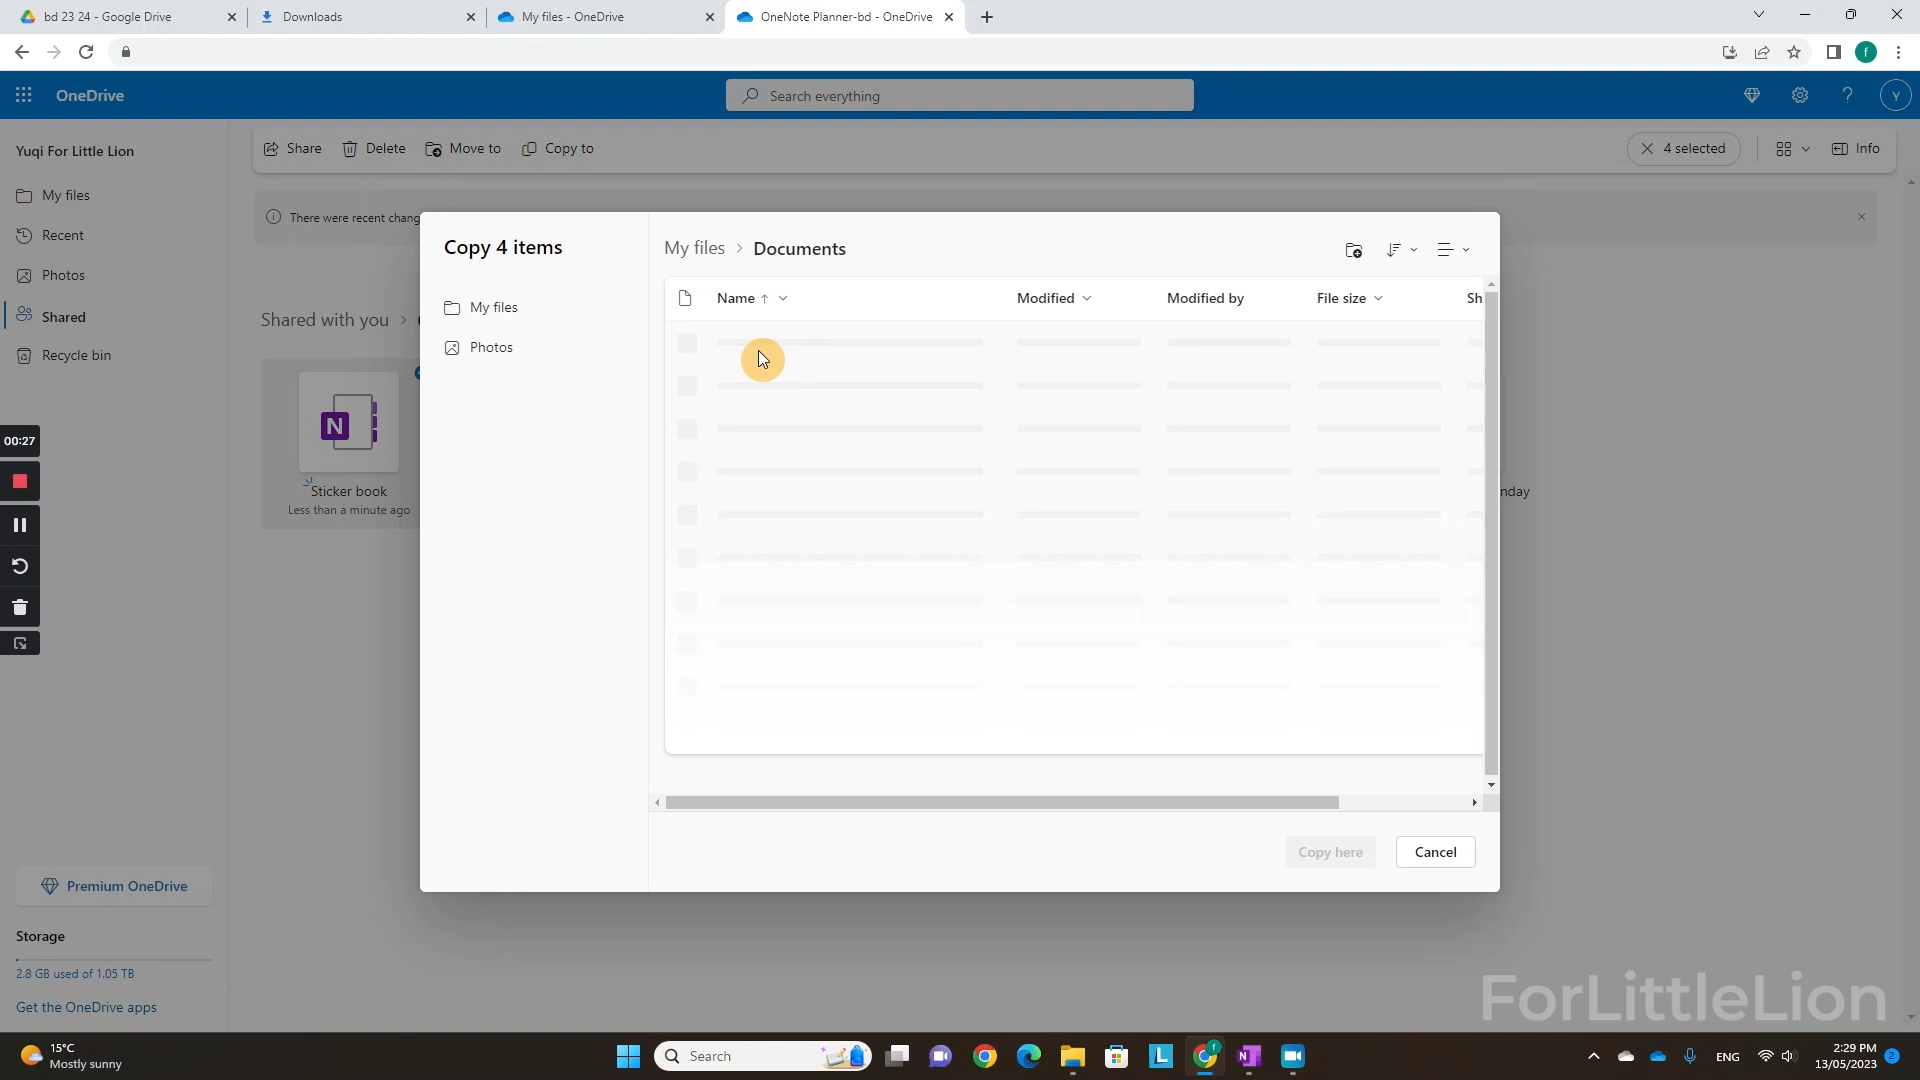 bd 23 24 - Google Drive
Downloads
My files - OneDrive
OneNote Planner-bd - OneDrive
f
OneDrive
Search everything
Y
Yuqi For Little Lion
Share
Delete
Move to
Copy to
4 selected
Info
My files
Recent
Photos
Shared
Recycle bin
There were recent chang
Shared with you >
Copy 4 items
My files > Documents
My files
Photos
Name
Modified
Modified by
File size
Sh
00:27
N
Sticker book
Less than a minute ago
nday
Copy here
Cancel
Premium OneDrive
Storage
2.8 GB used of 1.05 TB
Get the OneDrive apps
ForLittleLion
15°C
Mostly sunny
Search
L
f
N
ENG
2:29 PM
13/05/2023
2